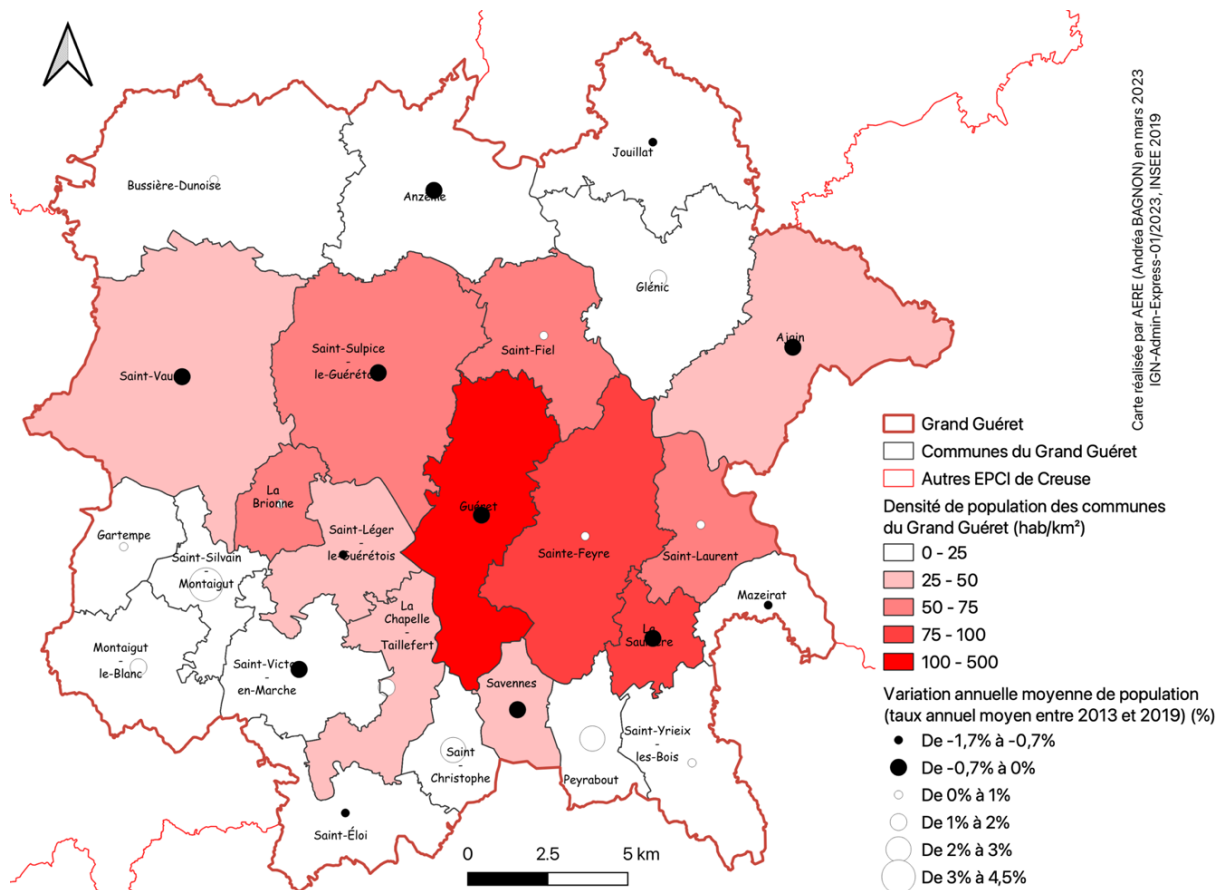 Jouillat
Bussière-Dunoise
Anzême
Glénic
Ajain
Saint-Sulpice
-
le-Guérétois
Saint-Fiel
Saint-Vau
La
Brionne
Guéret
Gartempe
Saint-Léger
-
le-Guérétois
Saint-Silvain
-
Montaigut
Sainte-Feyre
Saint-Laurent
Mazeirat
La
Chapelle
-
Taillefert
La
Saunière
Montaigut
-
le-Blanc
Saint-Victor
-
en-Marche
Savennes
Saint-Yrieix
-
les-Bois
Saint
-
Christophe
Peyrabout
Saint-Éloi
0 2.5 5 km
Carte réalisée par AERE (Andréa BAGNON) en mars 2023
IGN-Admin-Express-01/2023, INSEE 2019
Grand Guéret
Communes du Grand Guéret
Autres EPCI de Creuse
Densité de population des communes
du Grand Guéret (hab/km²)
0 - 25
25 - 50
50 - 75
75 - 100
100 - 500
Variation annuelle moyenne de population
(taux annuel moyen entre 2013 et 2019) (%)
De -1,7% à -0,7%
De -0,7% à 0%
De 0% à 1%
De 1% à 2%
De 2% à 3%
De 3% à 4,5%